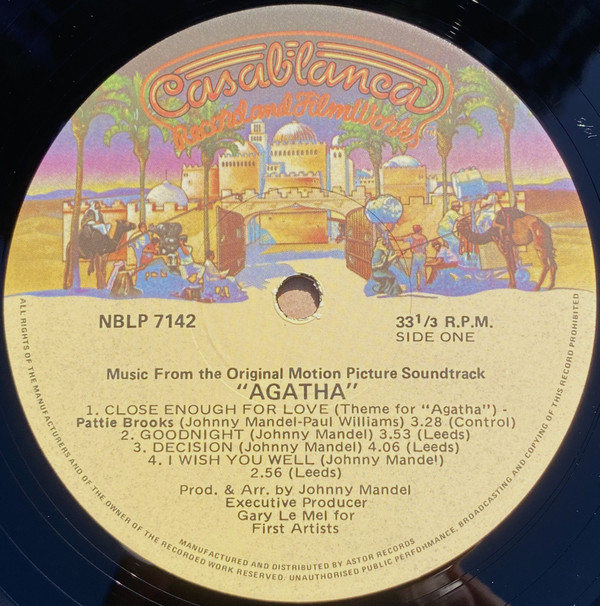 Casablanca
Record and FilmWorks
NBLP 7142
33 1/3 R.P.M.
SIDE ONE
Music From the Original Motion Picture Soundtrack
"AGATHA"
1. CLOSE ENOUGH FOR LOVE (Theme for "Agatha") -
Pattie Brooks (Johnny Mandel-Paul Williams) 3.28 (Control)
2. GOODNIGHT (Johnny Mandel) 3.53 (Leeds)
3. DECISION (Johnny Mandel) 4.06 (Leeds)
4. I WISH YOU WELL (Johnny Mandel)
2.56 (Leeds)
Prod. & Arr. by Johnny Mandel
Executive Producer
Gary Le Mel for
First Artists
MANUFACTURED AND DISTRIBUTED BY ASTOR RECORDS
ALL RIGHTS OF THE MANUFACTURERS AND OF THE OWNER OF THE RECORDED WORK RESERVED. UNAUTHORISED PUBLIC PERFORMANCE, BROADCASTING AND COPYING OF THIS RECORD PROHIBITED